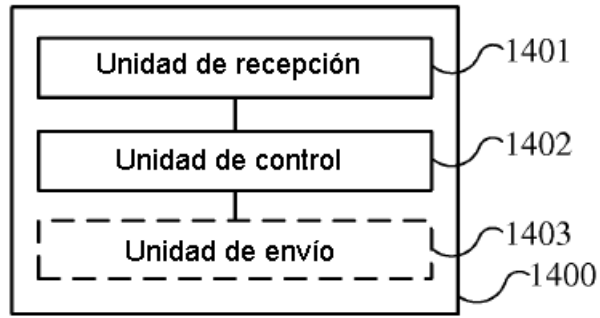 Unidad de recepción 1401
Unidad de control 1402
Unidad de envío 1403
1400